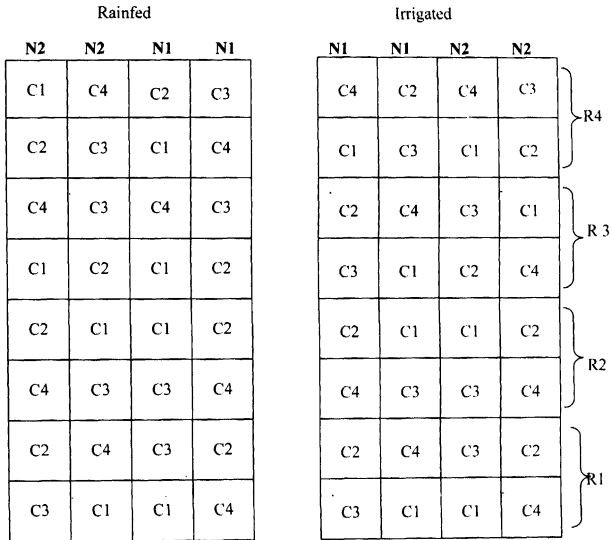 Rainfed Irrigated
N2 N2 N1 N1 N1 N1 N2 N2
C1 C4 C2 C3 C4 C2 C4 C3
R4
C2 C3 C1 C4 C1 C3 C1 C2
C4 C3 C4 C3 C2 C4 C3 C1
R 3
C1 C2 C1 C2 C3 C1 C2 C4
C2 C1 C1 C2 C2 C1 C1 C2
R2
C4 C3 C3 C4 C4 C3 C3 C4
C2 C4 C3 C2 C2 C4 C3 C2
R1
C3 C1 C1 C4 C3 C1 C1 C4